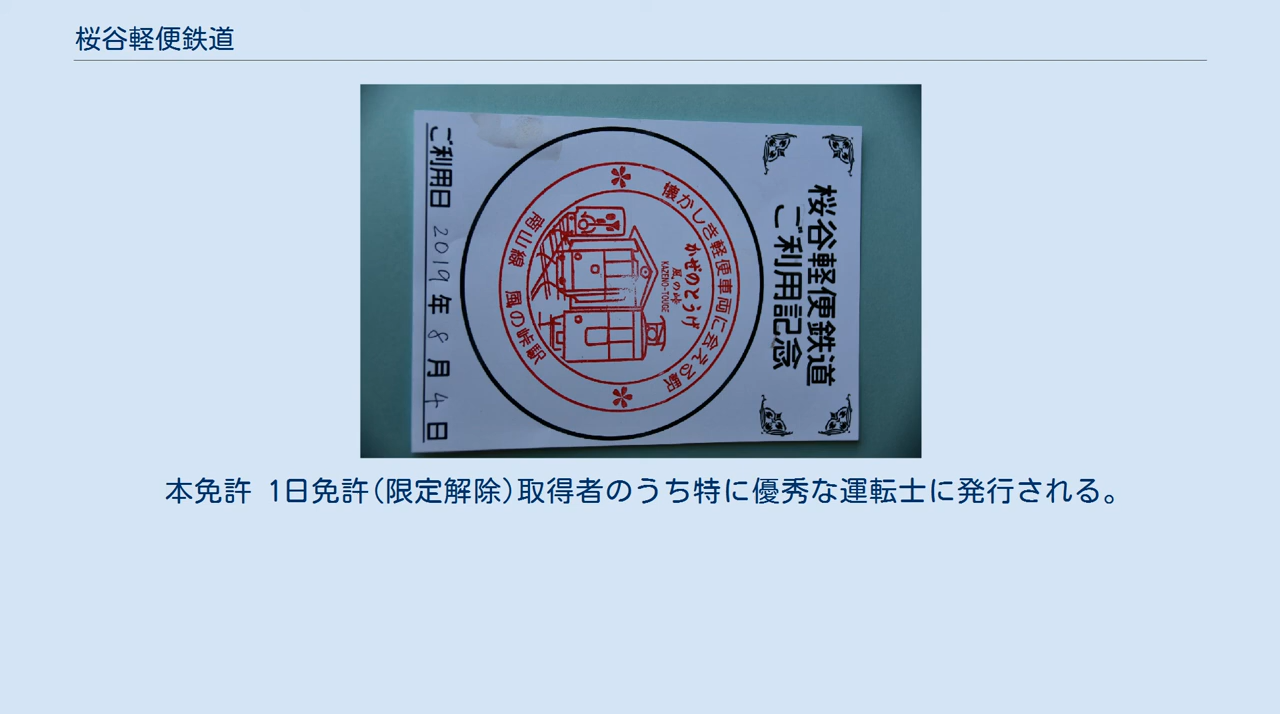 桜谷軽便鉄道
桜谷軽便鉄道
ご利用記念
懐かしき軽便車両に会える駅
かぜのとうげ
風の峠
KAZENO-TOUGE
南山線 風の峠駅
ご利用日 2019年8月4日
本免許 1日免許(限定解除)取得者のうち特に優秀な運転士に発行される。